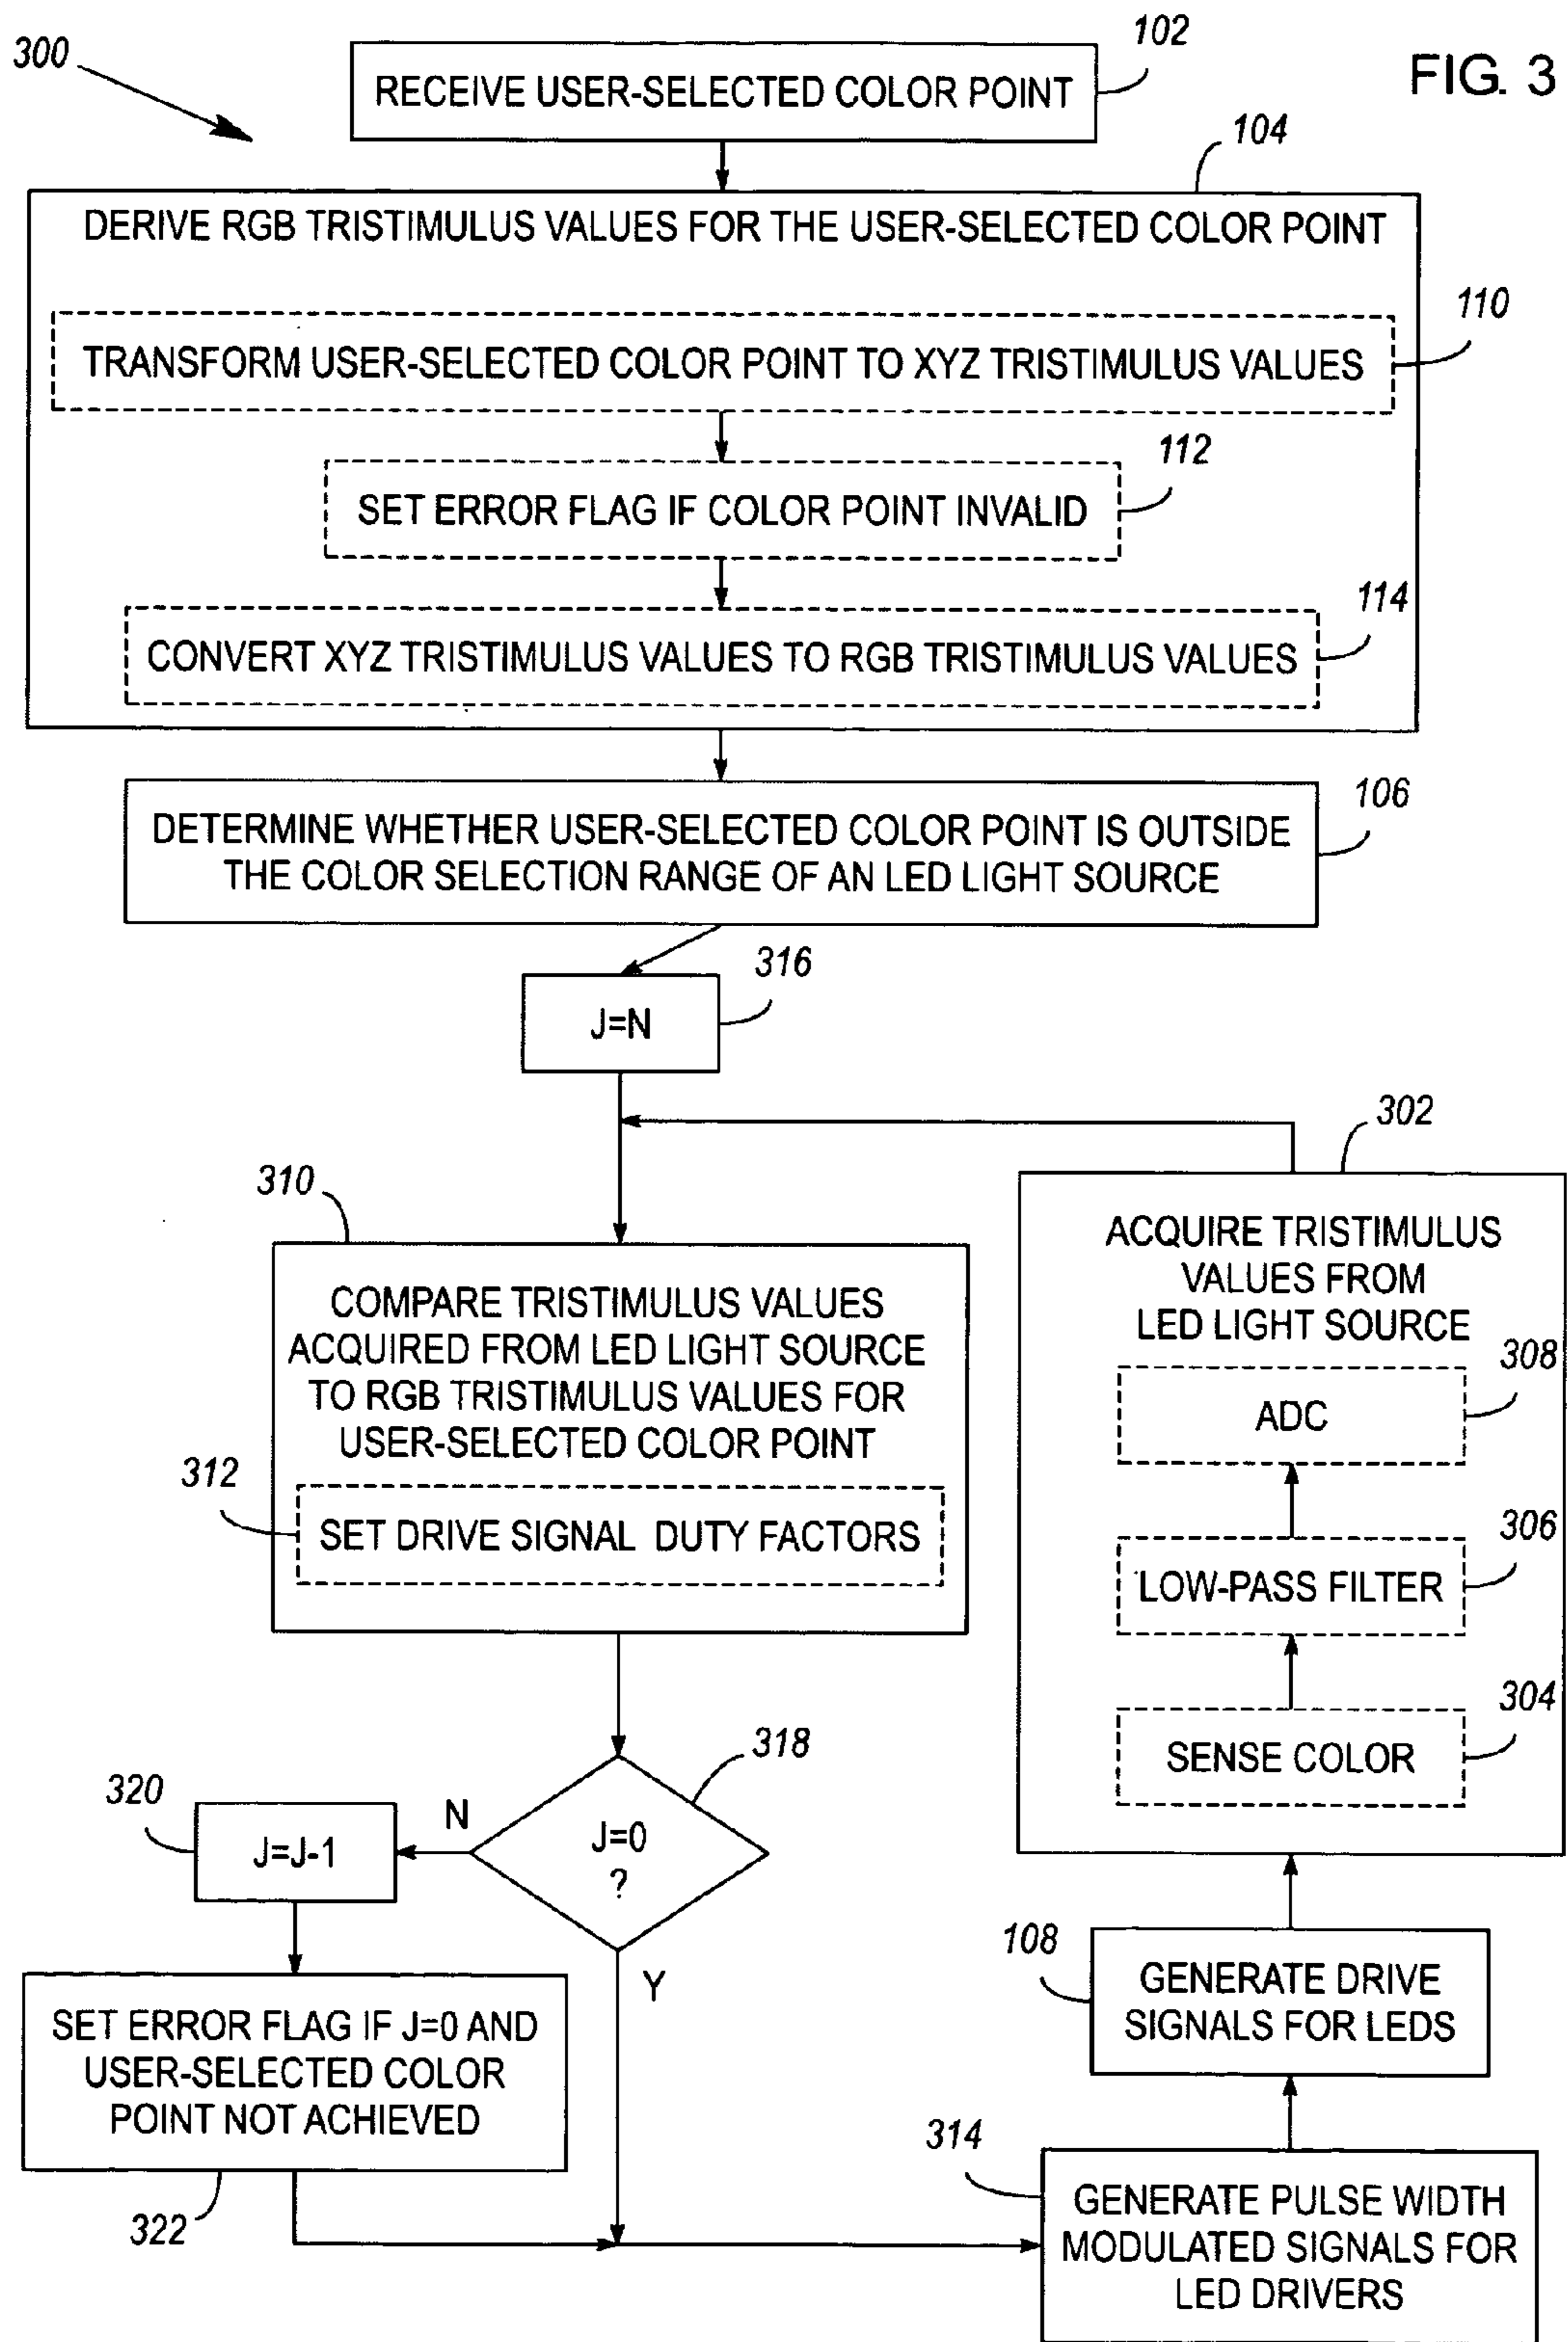 300
102
FIG. 3
RECEIVE USER-SELECTED COLOR POINT
104
DERIVE RGB TRISTIMULUS VALUES FOR THE USER-SELECTED COLOR POINT
110
TRANSFORM USER-SELECTED COLOR POINT TO XYZ TRISTIMULUS VALUES
112
SET ERROR FLAG IF COLOR POINT INVALID
114
CONVERT XYZ TRISTIMULUS VALUES TO RGB TRISTIMULUS VALUES
106
DETERMINE WHETHER USER-SELECTED COLOR POINT IS OUTSIDE
THE COLOR SELECTION RANGE OF AN LED LIGHT SOURCE
316
J=N
310
COMPARE TRISTIMULUS VALUES
ACQUIRED FROM LED LIGHT SOURCE
TO RGB TRISTIMULUS VALUES FOR
USER-SELECTED COLOR POINT
312
SET DRIVE SIGNAL DUTY FACTORS
318
J=0
?
N
Y
320
J=J-1
SET ERROR FLAG IF J=0 AND
USER-SELECTED COLOR
POINT NOT ACHIEVED
322
302
ACQUIRE TRISTIMULUS
VALUES FROM
LED LIGHT SOURCE
308
ADC
306
LOW-PASS FILTER
304
SENSE COLOR
108
GENERATE DRIVE
SIGNALS FOR LEDS
314
GENERATE PULSE WIDTH
MODULATED SIGNALS FOR
LED DRIVERS